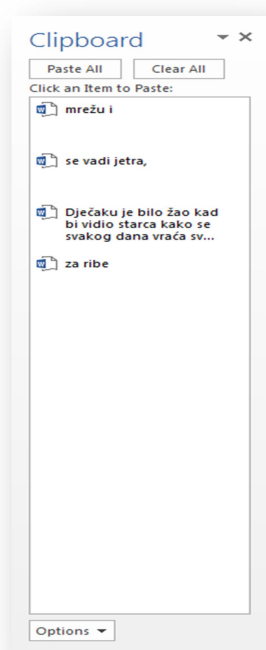 Clipboard
Paste All Clear All
Click an Item to Paste:
mrežu i
se vadi jetra,
Dječaku je bilo žao kad
bi vidio starca kako se
svakog dana vraća sv...
za ribe
Options